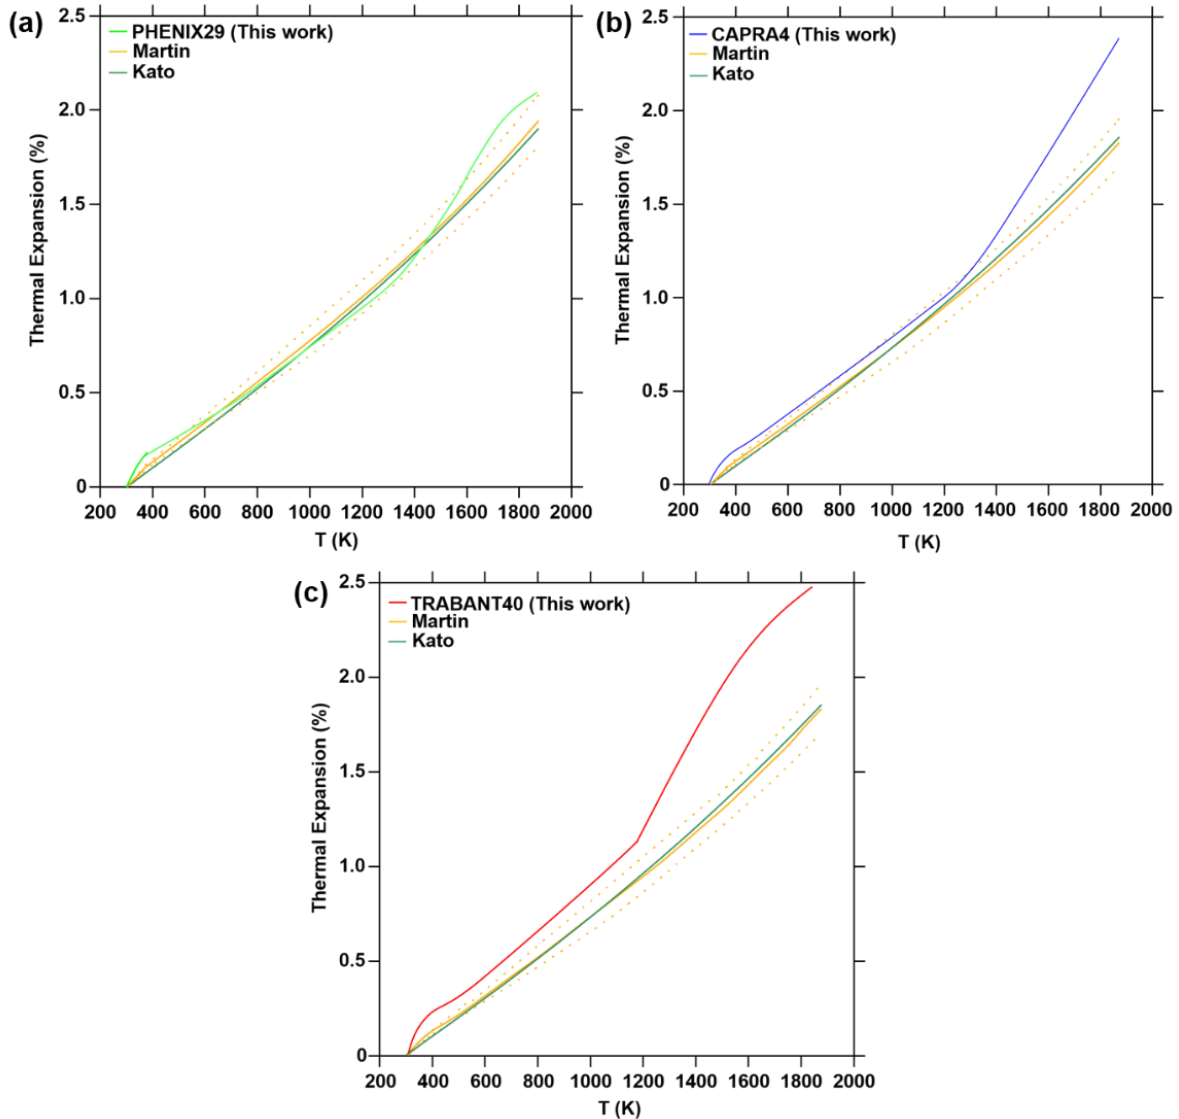 (a)
2.5
PHENIX29 (This work)
Martin
Kato
2.0
1.5
1.0
0.5
0
Thermal Expansion (%)
200 400 600 800 1000 1200 1400 1600 1800 2000
T (K)
(b)
2.5
CAPRA4 (This work)
Martin
Kato
2.0
1.5
1.0
0.5
0
Thermal Expansion (%)
200 400 600 800 1000 1200 1400 1600 1800 2000
T (K)
(c)
2.5
TRABANT40 (This work)
Martin
Kato
2.0
1.5
1.0
0.5
0
Thermal Expansion (%)
200 400 600 800 1000 1200 1400 1600 1800 2000
T (K)